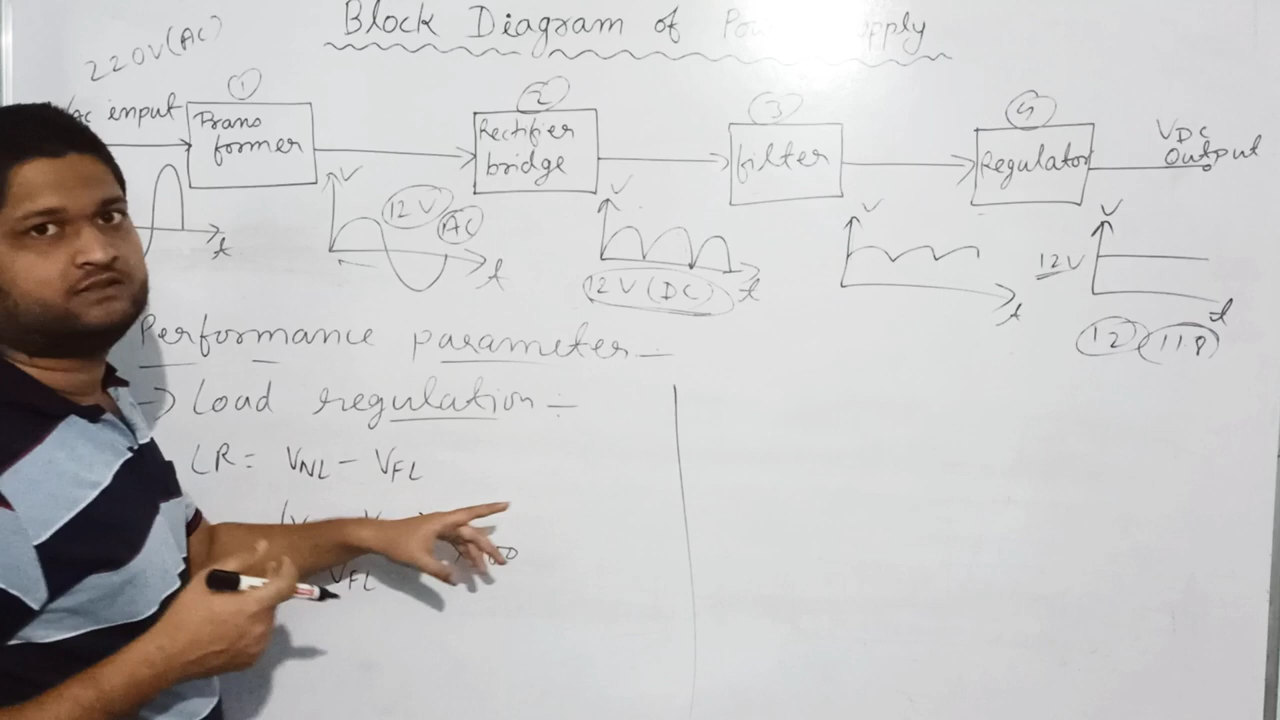 Block Diagram of
220V(AC)
Ac input
1
Trans
former
2
Rectifier
bridge
3
filter
4
Regulator
VDC
Output
V
12V
AC
t
t
V
12V (DC)
t
V
t
V
12V
t
12
11.8
Performance parameter
→ Load regulation :-
LR = VNL - VFL
VFL